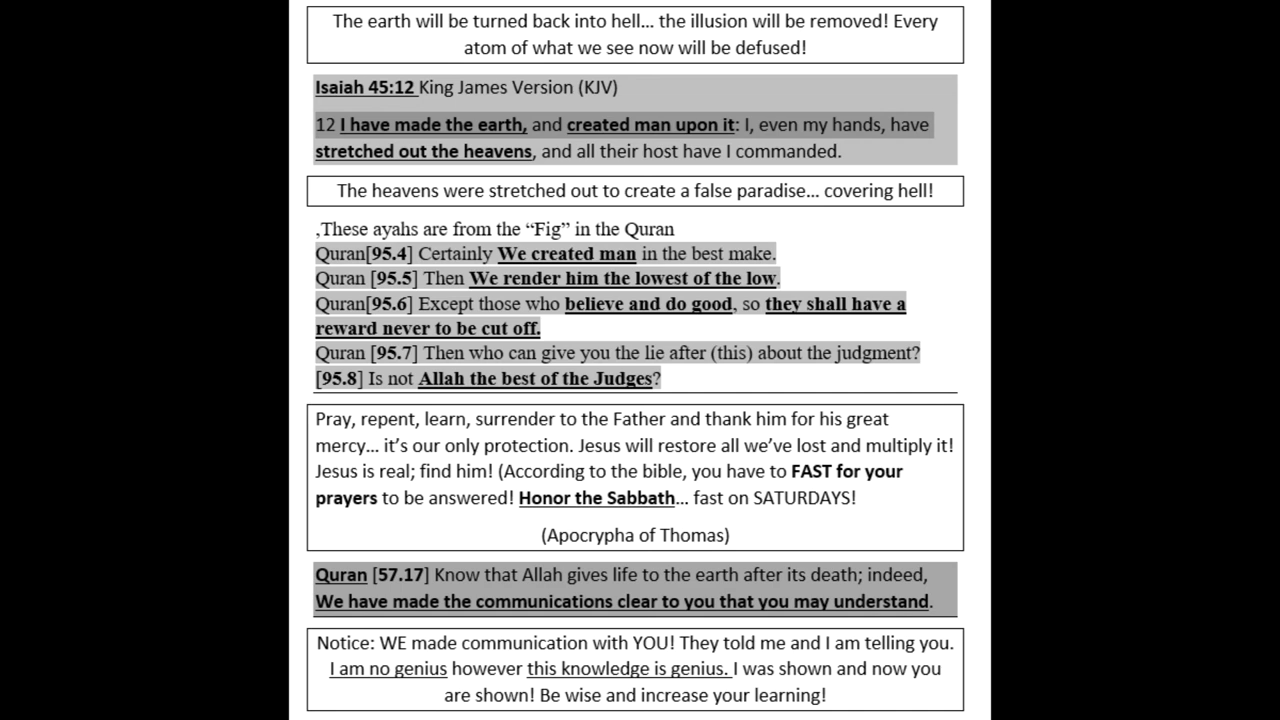 The earth will be turned back into hell... the illusion will be removed! Every
atom of what we see now will be defused!
Isaiah 45:12 King James Version (KJV)
12 I have made the earth, and created man upon it: I, even my hands, have
stretched out the heavens, and all their host have I commanded.
The heavens were stretched out to create a false paradise... covering hell!
,These ayahs are from the “Fig” in the Quran
Quran[95.4] Certainly We created man in the best make.
Quran [95.5] Then We render him the lowest of the low.
Quran[95.6] Except those who believe and do good, so they shall have a
reward never to be cut off.
Quran [95.7] Then who can give you the lie after (this) about the judgment?
[95.8] Is not Allah the best of the Judges?
Pray, repent, learn, surrender to the Father and thank him for his great
mercy... it’s our only protection. Jesus will restore all we’ve lost and multiply it!
Jesus is real; find him! (According to the bible, you have to FAST for your
prayers to be answered! Honor the Sabbath... fast on SATURDAYS!
(Apocrypha of Thomas)
Quran [57.17] Know that Allah gives life to the earth after its death; indeed,
We have made the communications clear to you that you may understand.
Notice: WE made communication with YOU! They told me and I am telling you.
I am no genius however this knowledge is genius. I was shown and now you
are shown! Be wise and increase your learning!